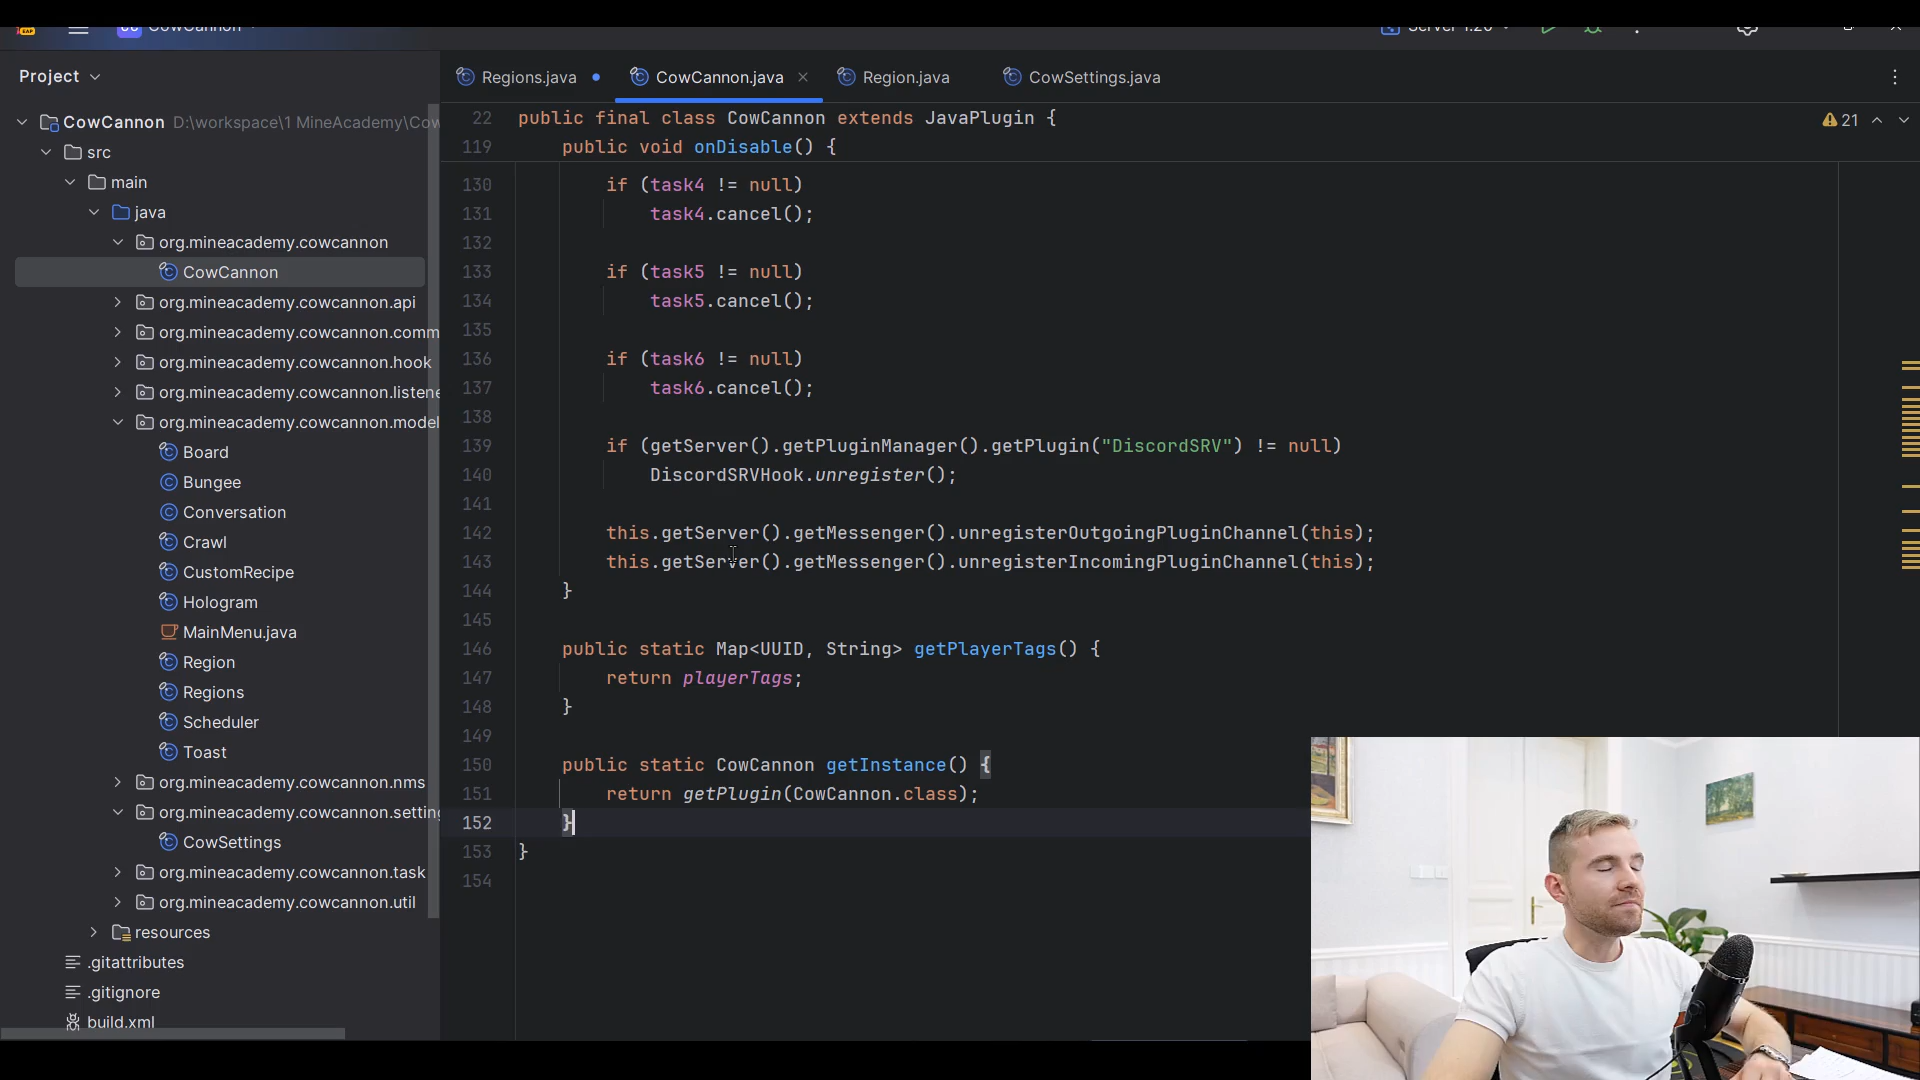 CowCannon
Server 1.20
Project
Regions.java
CowCannon.java
Region.java
CowSettings.java
CowCannon D:\workspace\1 MineAcademy\Cow
src
main
java
org.mineacademy.cowcannon
CowCannon
org.mineacademy.cowcannon.api
org.mineacademy.cowcannon.comm
org.mineacademy.cowcannon.hook
org.mineacademy.cowcannon.listene
org.mineacademy.cowcannon.model
Board
Bungee
Conversation
Crawl
CustomRecipe
Hologram
MainMenu.java
Region
Regions
Scheduler
Toast
org.mineacademy.cowcannon.nms
org.mineacademy.cowcannon.setting
CowSettings
org.mineacademy.cowcannon.task
org.mineacademy.cowcannon.util
resources
.gitattributes
.gitignore
build.xml
22 public final class CowCannon extends JavaPlugin {
21
119 public void onDisable() {
130 if (task4 != null)
131 task4.cancel();
132
133 if (task5 != null)
134 task5.cancel();
135
136 if (task6 != null)
137 task6.cancel();
138
139 if (getServer().getPluginManager().getPlugin("DiscordSRV") != null)
140 DiscordSRVHook.unregister();
141
142 this.getServer().getMessenger().unregisterOutgoingPluginChannel(this);
143 this.getServer().getMessenger().unregisterIncomingPluginChannel(this);
144 }
145
146 public static Map<UUID, String> getPlayerTags() {
147 return playerTags;
148 }
149
150 public static CowCannon getInstance() {
151 return getPlugin(CowCannon.class);
152 }
153 }
154